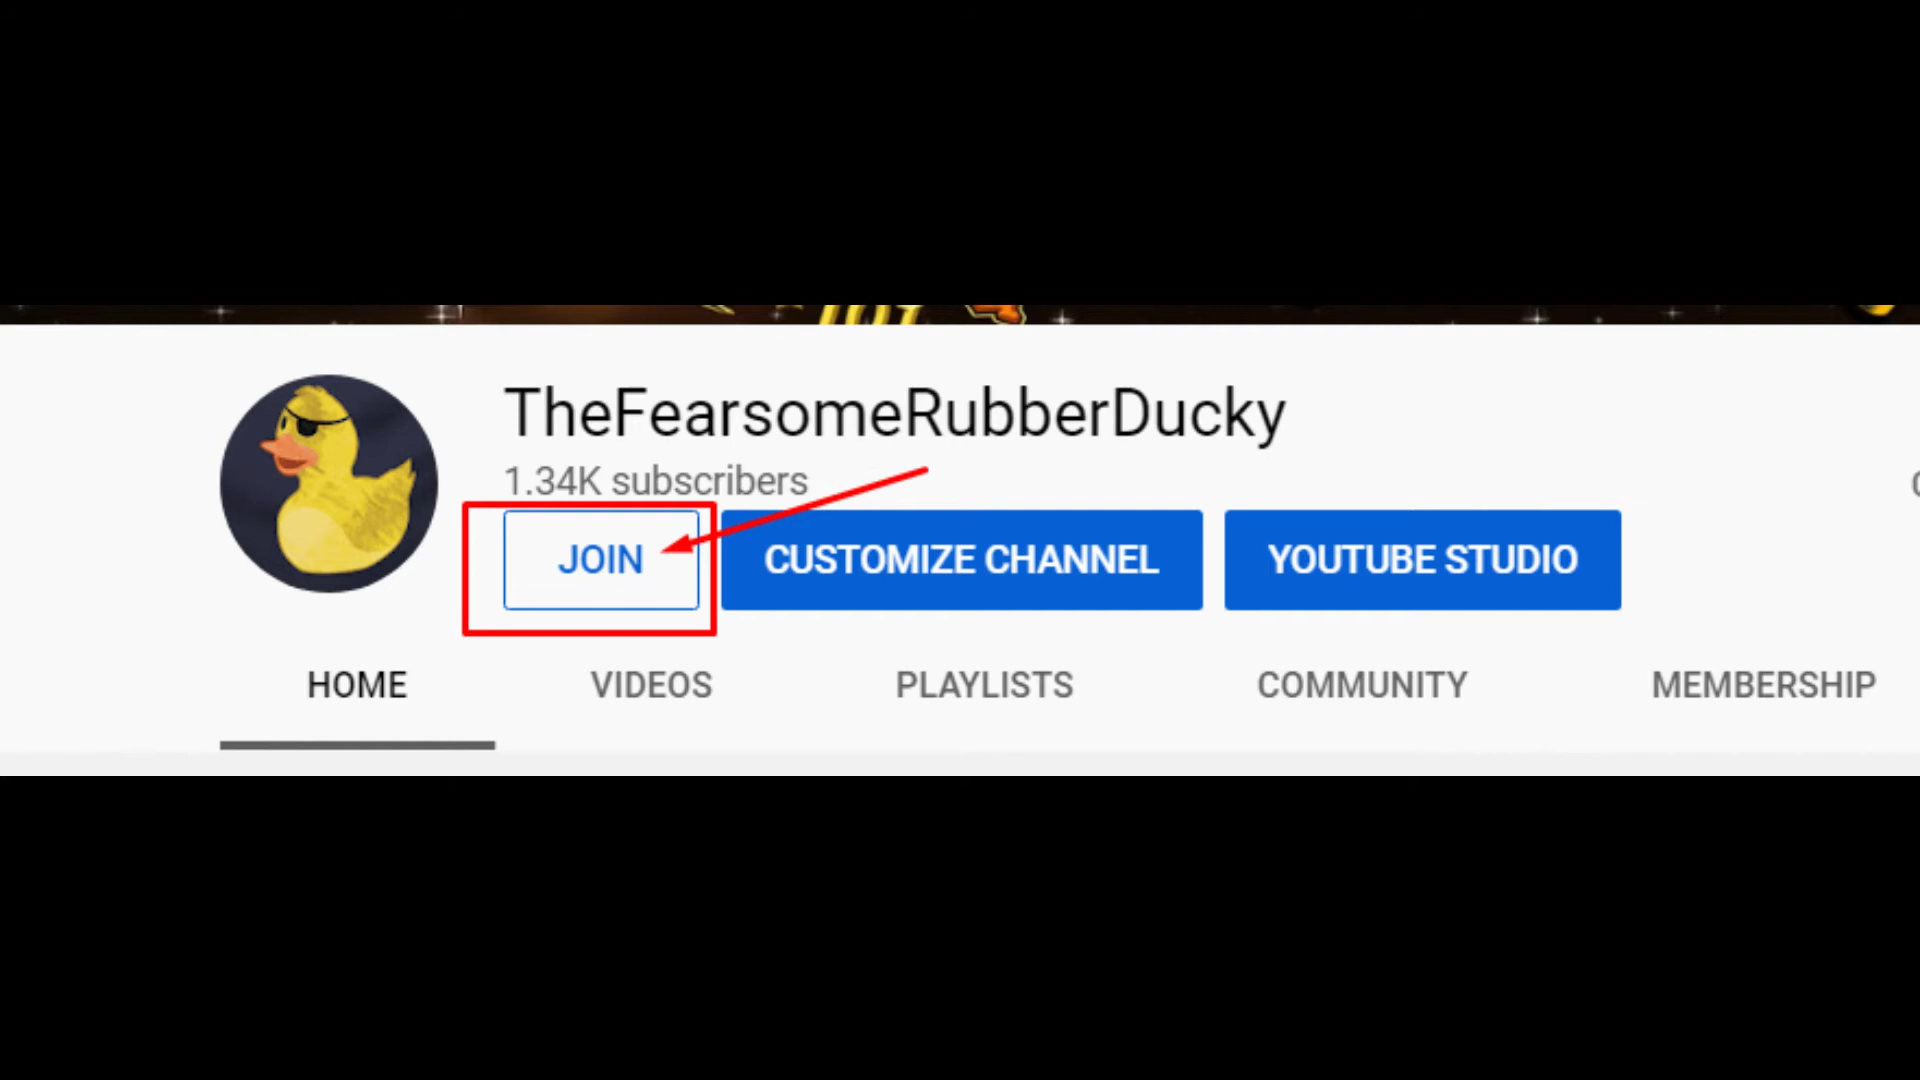 TheFearsomeRubberDucky
1.34K subscribers
JOIN CUSTOMIZE CHANNEL YOUTUBE STUDIO
HOME VIDEOS PLAYLISTS COMMUNITY MEMBERSHIP